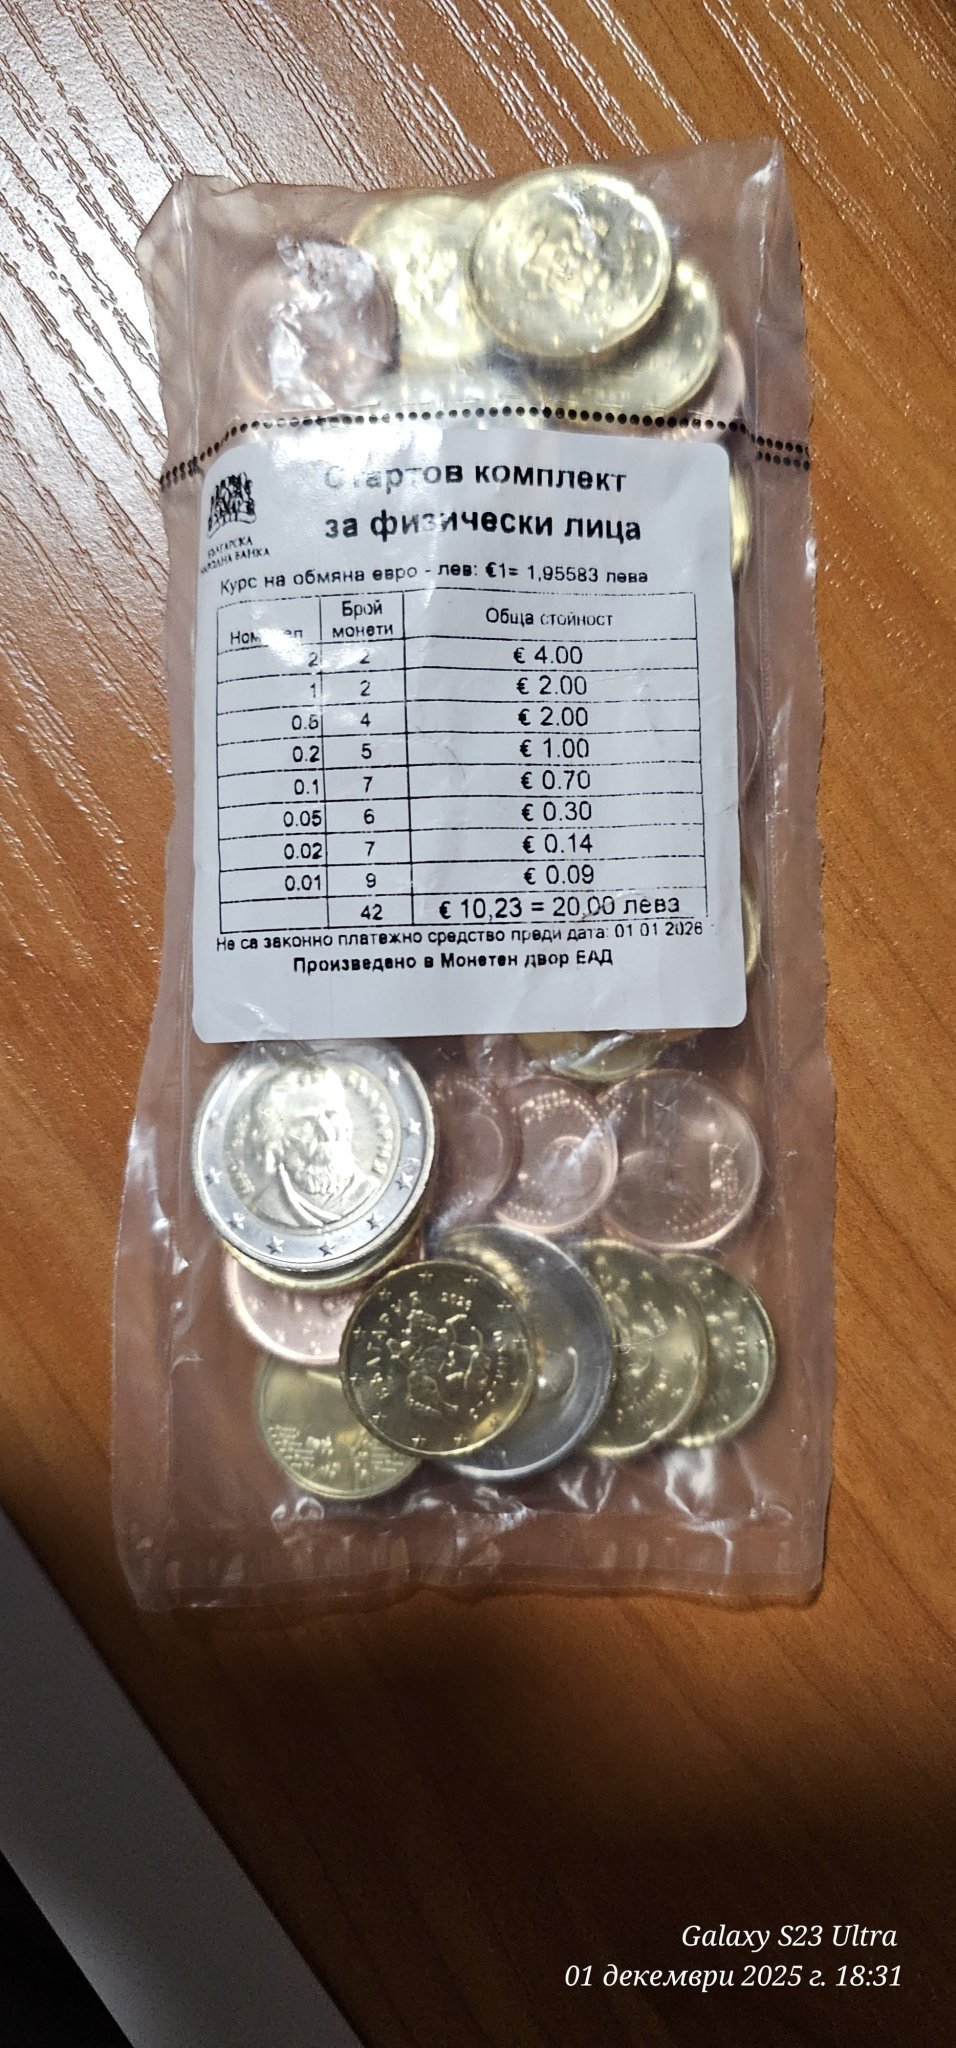 Стартов комплект
за физически лица
БЪЛГАРСКА
НАРОДНА БАНКА
Курс на обмяна евро - лев: €1= 1,95583 лева
Брой монети Обща стойност
2 2 € 4.00
1 2 € 2.00
0.5 4 € 2.00
0.2 5 € 1.00
0.1 7 € 0.70
0.05 6 € 0.30
0.02 7 € 0.14
0.01 9 € 0.09
42 € 10,23 = 20,00 лева
Не са законно платежно средство преди дата: 01 01 2026
Произведено в Монетен двор ЕАД
БЪЛГАРИЯ
2026
Galaxy S23 Ultra
01 декември 2025 г. 18:31